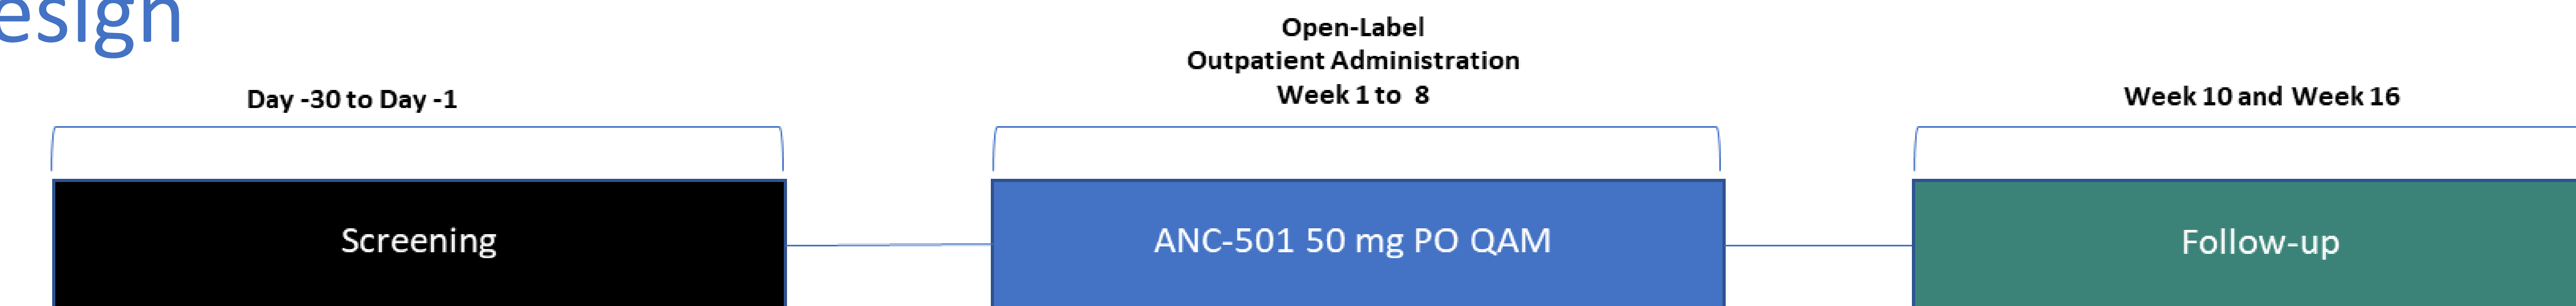 esign
Open-Label
Outpatient Administration
Day -30 to Day -1
Week 1 to  8
Week 10 and Week 16
Screening
ANC-501 50 mg PO QAM
Follow-up